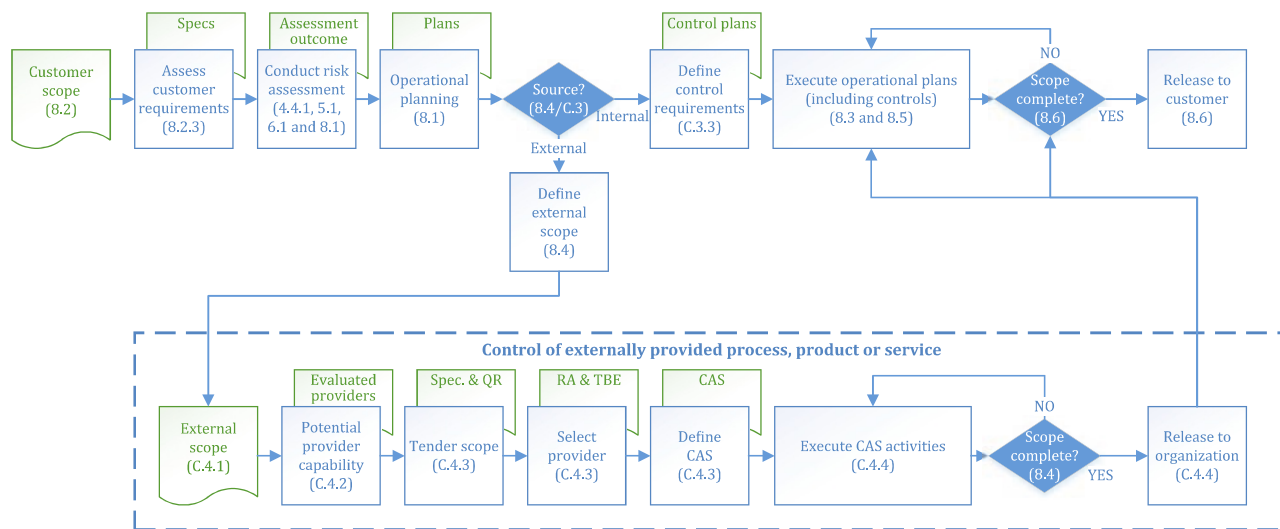 Specs
Assessment
outcome
Plans
Control plans
Customer
scope
(8.2)
Assess
customer
requirements
(8.2.3)
Conduct risk
assessment
(4.4.1, 5.1,
6.1 and 8.1)
Operational
planning
(8.1)
Source?
(8.4/C.3)
Internal
External
Define
control
requirements
(C.3.3)
Execute operational plans
(including controls)
(8.3 and 8.5)
NO
Scope
complete?
(8.6)
YES
Release to
customer
(8.6)
Define
external
scope
(8.4)
Control of externally provided process, product or service
Evaluated
providers
Spec. & QR
RA & TBE
CAS
External
scope
(C.4.1)
Potential
provider
capability
(C.4.2)
Tender scope
(C.4.3)
Select
provider
(C.4.3)
Define
CAS
(C.4.3)
Execute CAS activities
(C.4.4)
NO
Scope
complete?
(8.4)
YES
Release to
organization
(C.4.4)